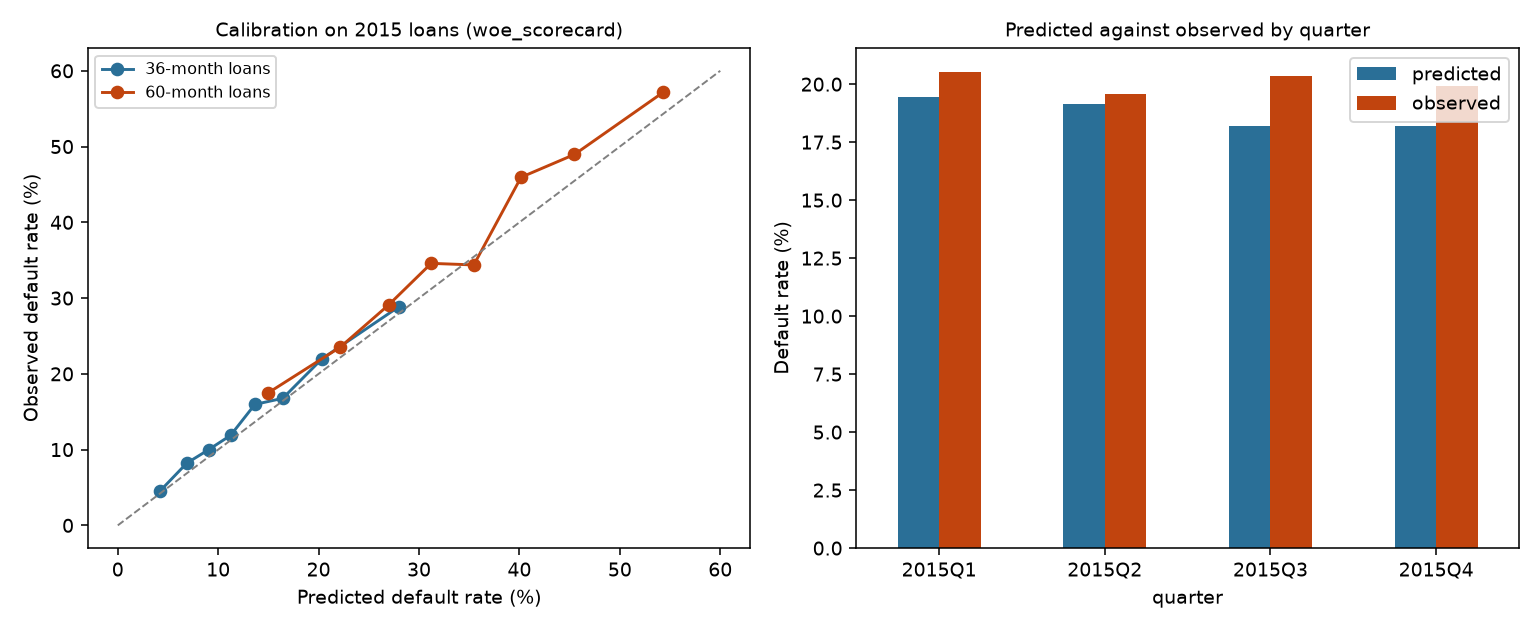 Calibration on 2015 loans (woe_scorecard)
36-month loans
60-month loans
Observed default rate (%)
60
50
40
30
20
10
0
0 10 20 30 40 50 60
Predicted default rate (%)
Predicted against observed by quarter
predicted
observed
Default rate (%)
20.0
17.5
15.0
12.5
10.0
7.5
5.0
2.5
0.0
2015Q1 2015Q2 2015Q3 2015Q4
quarter